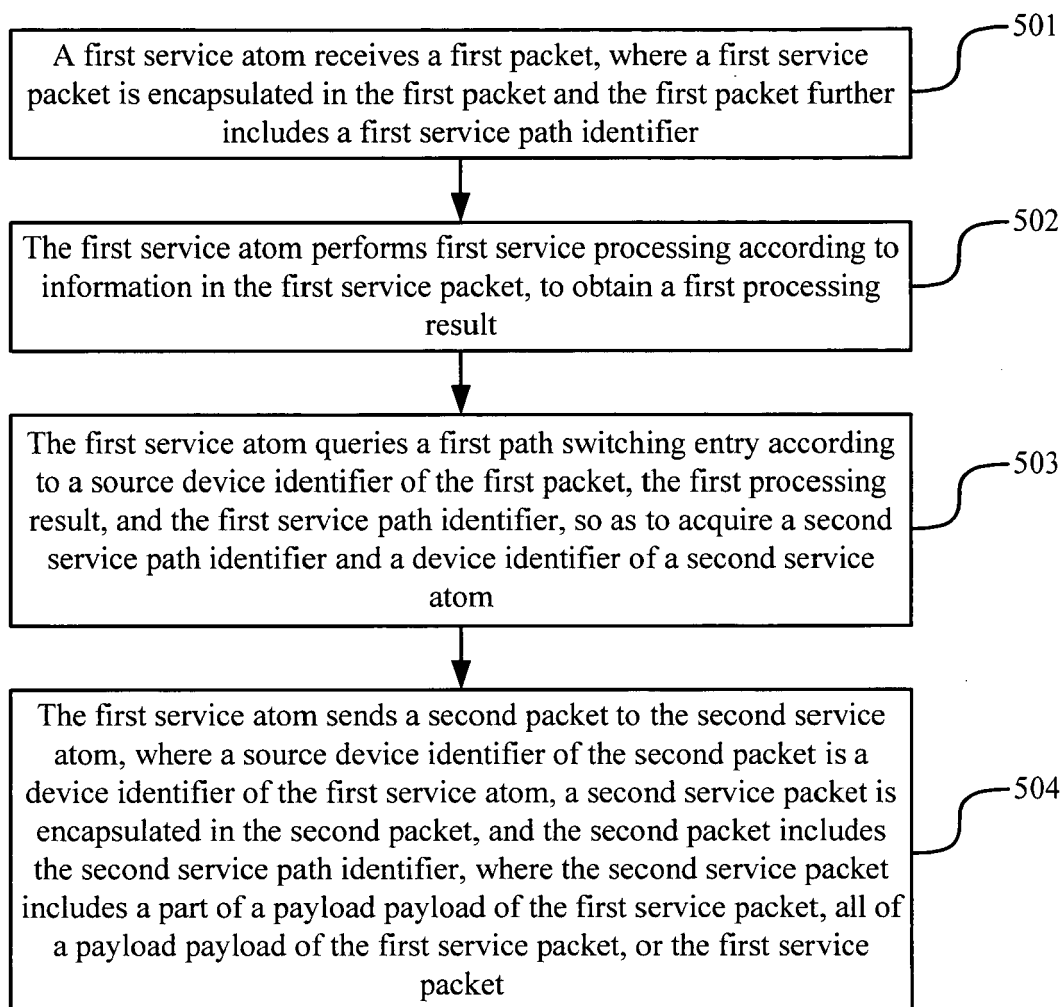 501
A first service atom receives a first packet, where a first service
packet is encapsulated in the first packet and the first packet further
includes a first service path identifier
502
The first service atom performs first service processing according to
information in the first service packet, to obtain a first processing
result
503
The first service atom queries a first path switching entry according
to a source device identifier of the first packet, the first processing
result, and the first service path identifier, so as to acquire a second
service path identifier and a device identifier of a second service
atom
504
The first service atom sends a second packet to the second service
atom, where a source device identifier of the second packet is a
device identifier of the first service atom, a second service packet is
encapsulated in the second packet, and the second packet includes
the second service path identifier, where the second service packet
includes a part of a payload payload of the first service packet, all of
a payload payload of the first service packet, or the first service
packet